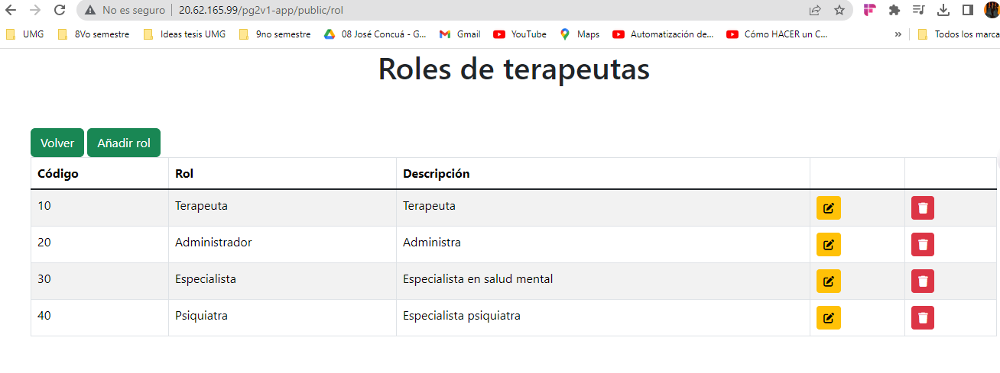 No es seguro 20.62.165.99/pg2v1-app/public/rol
UMG 8Vo semestre Ideas tesis UMG 9no semestre 08 José Concuá - G... Gmail YouTube Maps Automatización de... Cómo HACER un C... » Todos los marca
Roles de terapeutas
Volver Añadir rol
Código Rol Descripción
10 Terapeuta Terapeuta
20 Administrador Administra
30 Especialista Especialista en salud mental
40 Psiquiatra Especialista psiquiatra